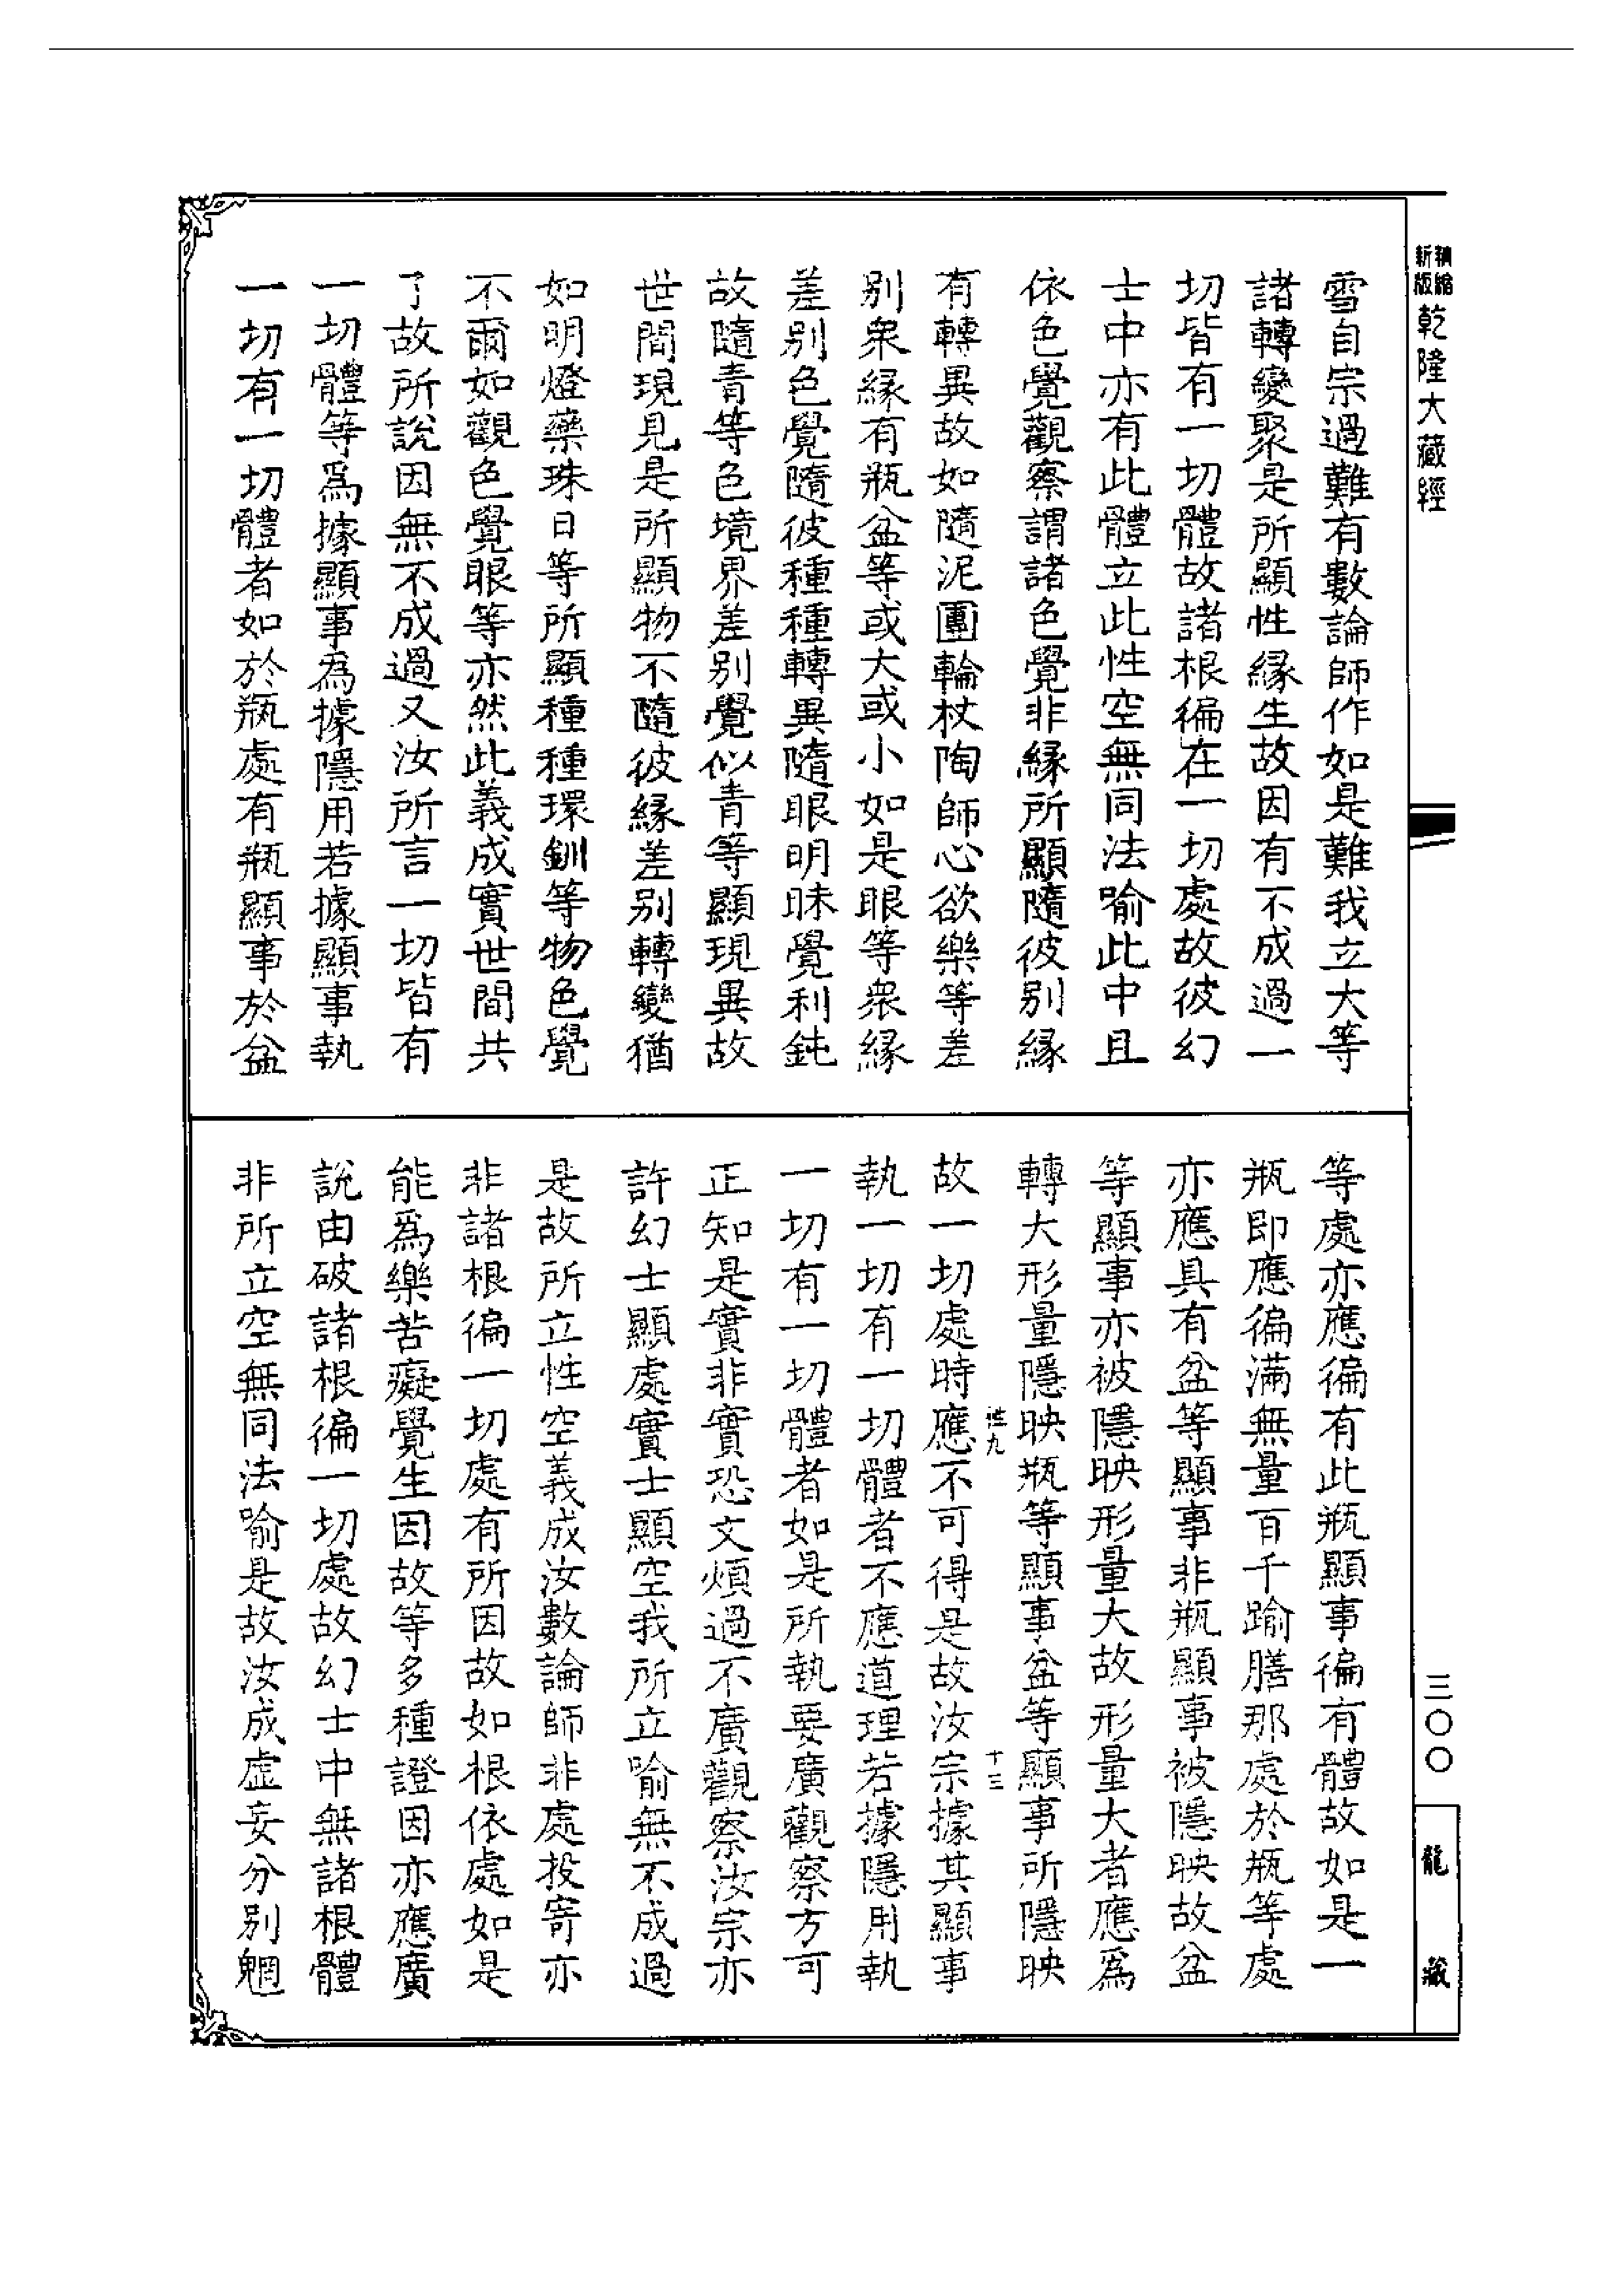 新版精縮乾隆大藏經
雪自宗過難有數論師作如是難我立大等
諸轉變聚是所顯性緣生故因有不成過一
切皆有一切體故諸根徧在一切處故彼幻
士中亦有此體立此性空無同法喻此中且
依色覺觀察謂諸色覺非緣所顯隨彼別緣
有轉異故如隨泥團輪杖陶師心欲樂等差
別衆緣有瓶盆等或大或小如是眼等衆緣
差別色覺隨彼種種轉異隨眼明昧覺利鈍
故隨青等色境界差別覺似青等顯現異故
世間現見是所顯物不隨彼緣差別轉變猶
如明燈藥珠日等所顯種種環釧等物色覺
不爾如觀色覺眼等亦然此義成實世間共
了故所說因無不成過又汝所言一切皆有
一切體等爲據顯事爲據隱用若據顯事執
一切有一切體者如於瓶處有瓶顯事於盆
等處亦應徧有此瓶顯事徧有體故如是一
瓶即應徧滿無量百千踰膳那處於瓶等處
亦應具有盆等顯事非瓶顯事被隱映故盆
等顯事亦被隱映形量大故形量大者應爲
轉大形量隱映瓶等顯事盆等顯事所隱映
故一切處時應不可得是故汝宗據其顯事
執一切有一切體者不應道理若據隱用執
一切有一切體者如是所執要廣觀察方可
正知是實非實恐文煩過不廣觀察汝宗亦
許幻士顯處實士顯空我所立喻無不成過
是故所立性空義成汝數論師非處投寄亦
非諸根徧一切處有所因故如根依處如是
能爲樂苦癡覺生因故等多種證因亦應廣
說由破諸根徧一切處故幻士中無諸根體
非所立空無同法喻是故汝成虛妄分別魍
九
十三
三〇〇
龍藏